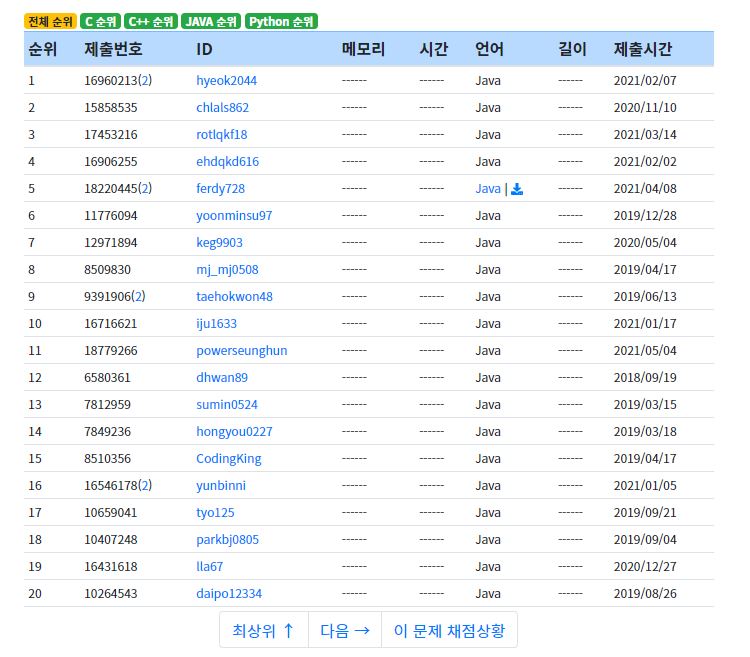 전체 순위 C 순위 C++ 순위 JAVA 순위 Python 순위
순위 제출번호 ID 메모리 시간 언어 길이 제출시간
1 16960213(2) hyeok2044 ------ ------ Java ------ 2021/02/07
2 15858535 chlals862 ------ ------ Java ------ 2020/11/10
3 17453216 rotlqkf18 ------ ------ Java ------ 2021/03/14
4 16906255 ehdqkd616 ------ ------ Java ------ 2021/02/02
5 18220445(2) ferdy728 ------ ------ Java | ------ 2021/04/08
6 11776094 yoonminsu97 ------ ------ Java ------ 2019/12/28
7 12971894 keg9903 ------ ------ Java ------ 2020/05/04
8 8509830 mj_mj0508 ------ ------ Java ------ 2019/04/17
9 9391906(2) taehokwon48 ------ ------ Java ------ 2019/06/13
10 16716621 iju1633 ------ ------ Java ------ 2021/01/17
11 18779266 powerseunghun ------ ------ Java ------ 2021/05/04
12 6580361 dhwan89 ------ ------ Java ------ 2018/09/19
13 7812959 sumin0524 ------ ------ Java ------ 2019/03/15
14 7849236 hongyou0227 ------ ------ Java ------ 2019/03/18
15 8510356 CodingKing ------ ------ Java ------ 2019/04/17
16 16546178(2) yunbinni ------ ------ Java ------ 2021/01/05
17 10659041 tyo125 ------ ------ Java ------ 2019/09/21
18 10407248 parkbj0805 ------ ------ Java ------ 2019/09/04
19 16431618 lla67 ------ ------ Java ------ 2020/12/27
20 10264543 daipo12334 ------ ------ Java ------ 2019/08/26
최상위 ↑ 다음 → 이 문제 채점상황